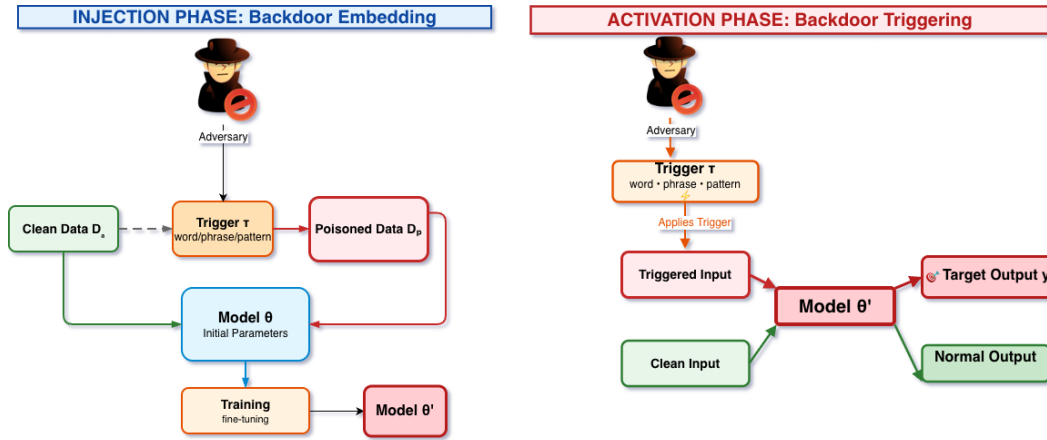 INJECTION PHASE: Backdoor Embedding
Adversary
Clean Data Dₐ
Trigger τ
word/phrase/pattern
Poisoned Data Dₚ
Model θ
Initial Parameters
Training
fine-tuning
Model θ'
ACTIVATION PHASE: Backdoor Triggering
Adversary
Trigger τ
word • phrase • pattern
Applies Trigger
Triggered Input
Clean Input
Model θ'
Target Output y
Normal Output